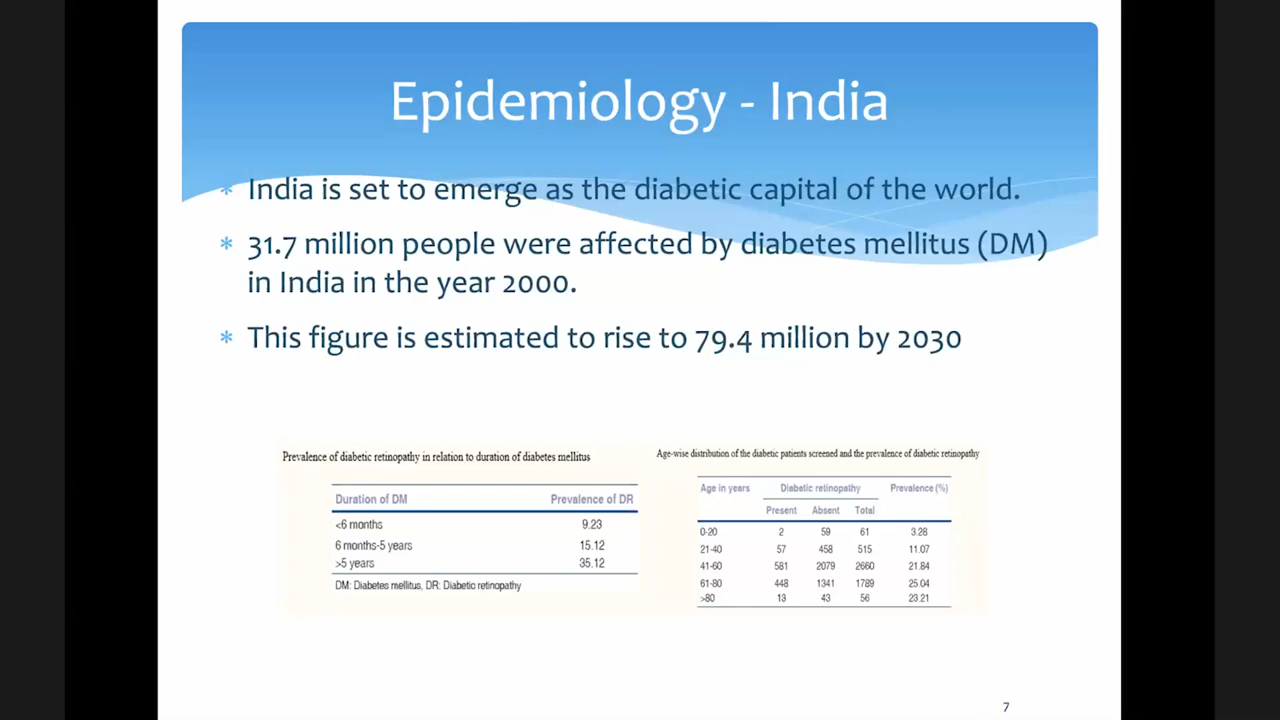 Epidemiology - India
* India is set to emerge as the diabetic capital of the world.
* 31.7 million people were affected by diabetes mellitus (DM)
in India in the year 2000.
* This figure is estimated to rise to 79.4 million by 2030
Prevalence of diabetic retinopathy in relation to duration of diabetes mellitus
Duration of DM Prevalence of DR
<6 months 9.23
6 months-5 years 15.12
>5 years 35.12
DM: Diabetes mellitus, DR: Diabetic retinopathy
Age-wise distribution of the diabetic patients screened and the prevalence of diabetic retinopathy
Age in years Diabetic retinopathy Prevalence (%)
Present Absent Total
0-20 2 59 61 3.28
21-40 57 458 515 11.07
41-60 581 2079 2660 21.84
61-80 448 1341 1789 25.04
>80 13 43 56 23.21
7